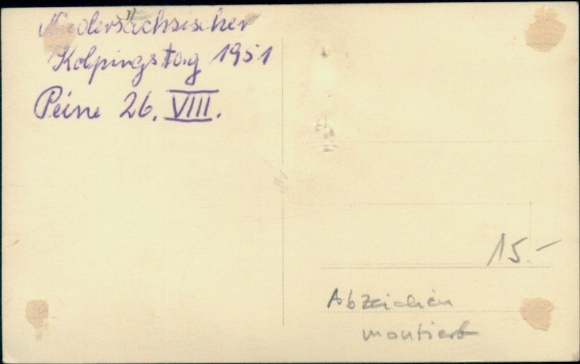 Niedersächsischer
Kolpingstag 1951
Peine 26. VIII.
15.-
Abzeichen
montiert